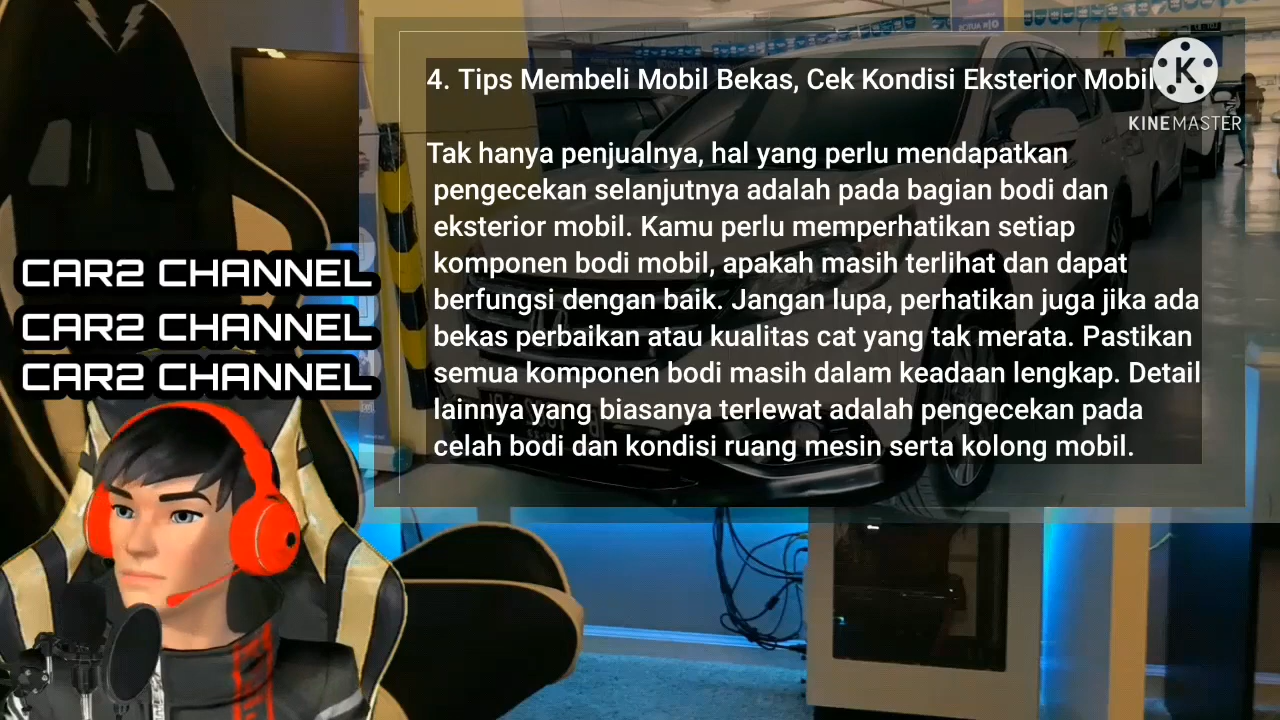 4. Tips Membeli Mobil Bekas, Cek Kondisi Eksterior Mobil
K
KINEMASTER
Tak hanya penjualnya, hal yang perlu mendapatkan
pengecekan selanjutnya adalah pada bagian bodi dan
eksterior mobil. Kamu perlu memperhatikan setiap
komponen bodi mobil, apakah masih terlihat dan dapat
berfungsi dengan baik. Jangan lupa, perhatikan juga jika ada
bekas perbaikan atau kualitas cat yang tak merata. Pastikan
semua komponen bodi masih dalam keadaan lengkap. Detail
lainnya yang biasanya terlewat adalah pengecekan pada
celah bodi dan kondisi ruang mesin serta kolong mobil.
CAR2 CHANNEL
CAR2 CHANNEL
CAR2 CHANNEL